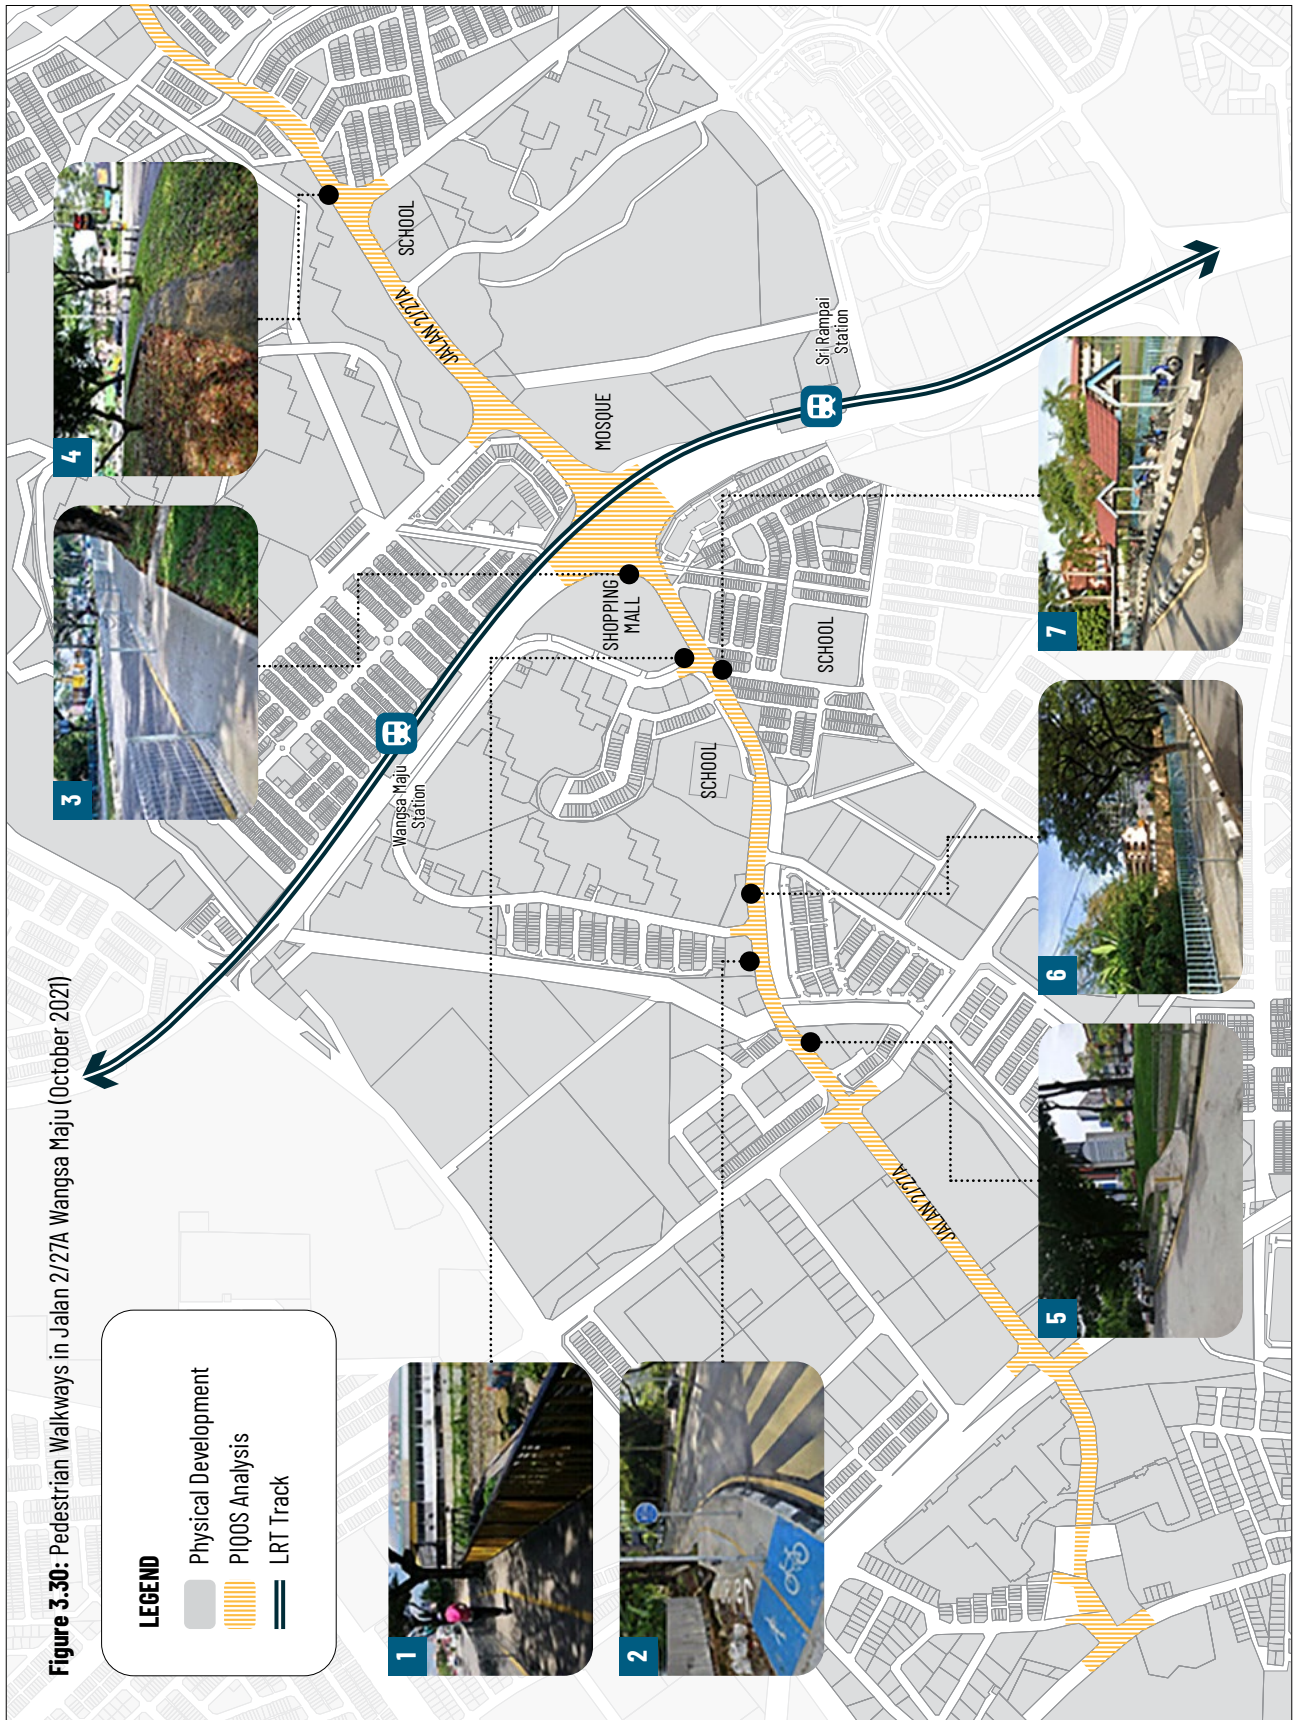 Figure 3.30: Pedestrian Walkways in Jalan 2/27A Wangsa Maju (October 2021)
LEGEND
Physical Development
PIQOS Analysis
LRT Track
1
2
3
4
5
6
7
Wangsa Maju
Station
SHOPPING
MALL
SCHOOL
SCHOOL
MOSQUE
Sri Rampai
Station
SCHOOL
JALAN 2/27A
JALAN 2/27A